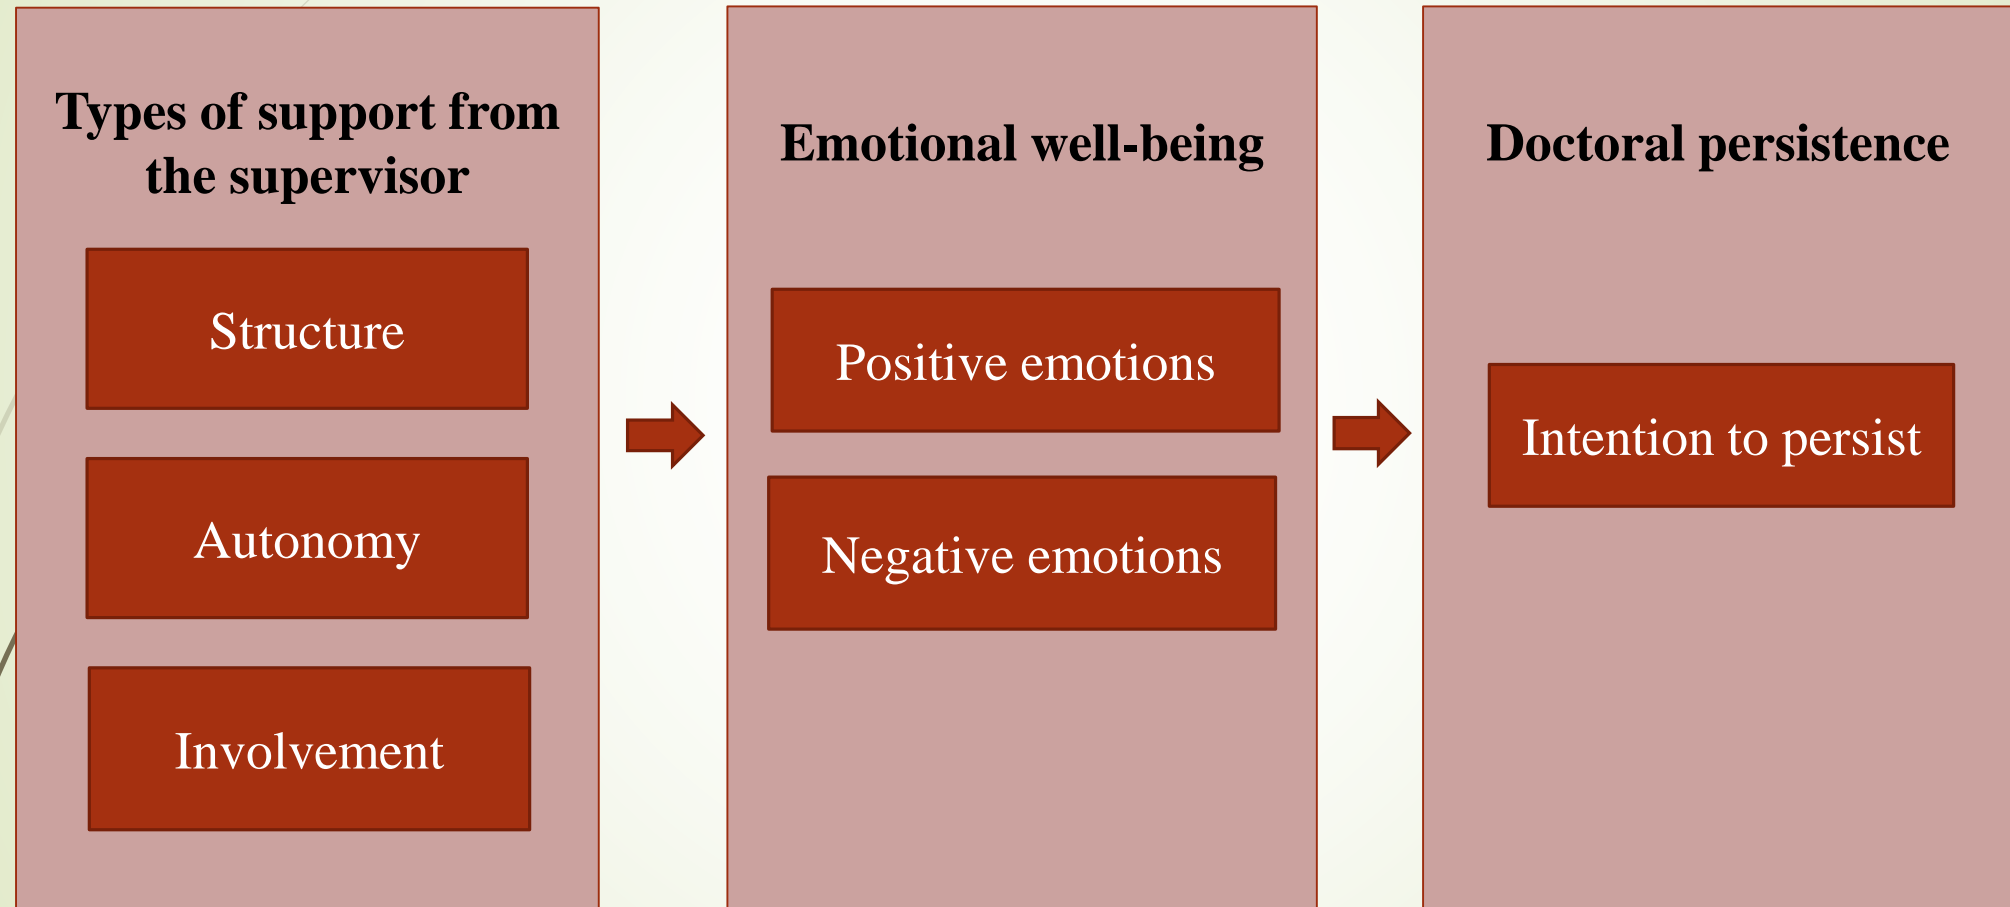 Types of support from
the supervisor
Structure
Autonomy
Involvement
Emotional well-being
Positive emotions
Negative emotions
Doctoral persistence
Intention to persist